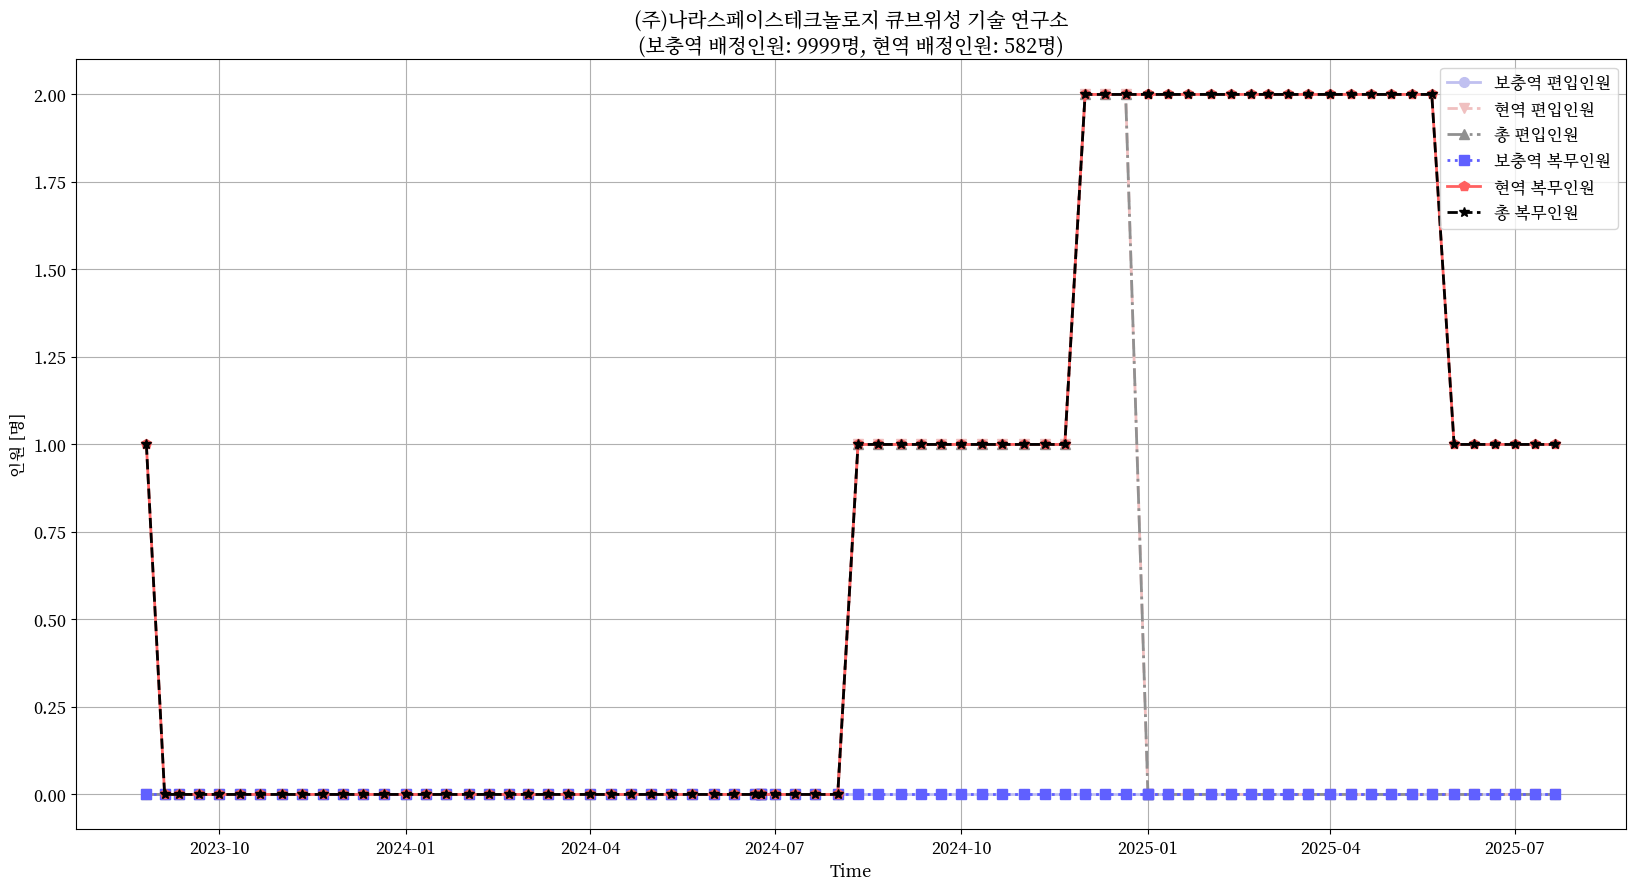 (주)나라스페이스테크놀로지 큐브위성 기술 연구소
(보충역 배정인원: 9999명, 현역 배정인원: 582명)
보충역 편입인원
현역 편입인원
총 편입인원
보충역 복무인원
현역 복무인원
총 복무인원
인원 [명]
2.00
1.75
1.50
1.25
1.00
0.75
0.50
0.25
0.00
2023-10
2024-01
2024-04
2024-07
2024-10
2025-01
2025-04
2025-07
Time